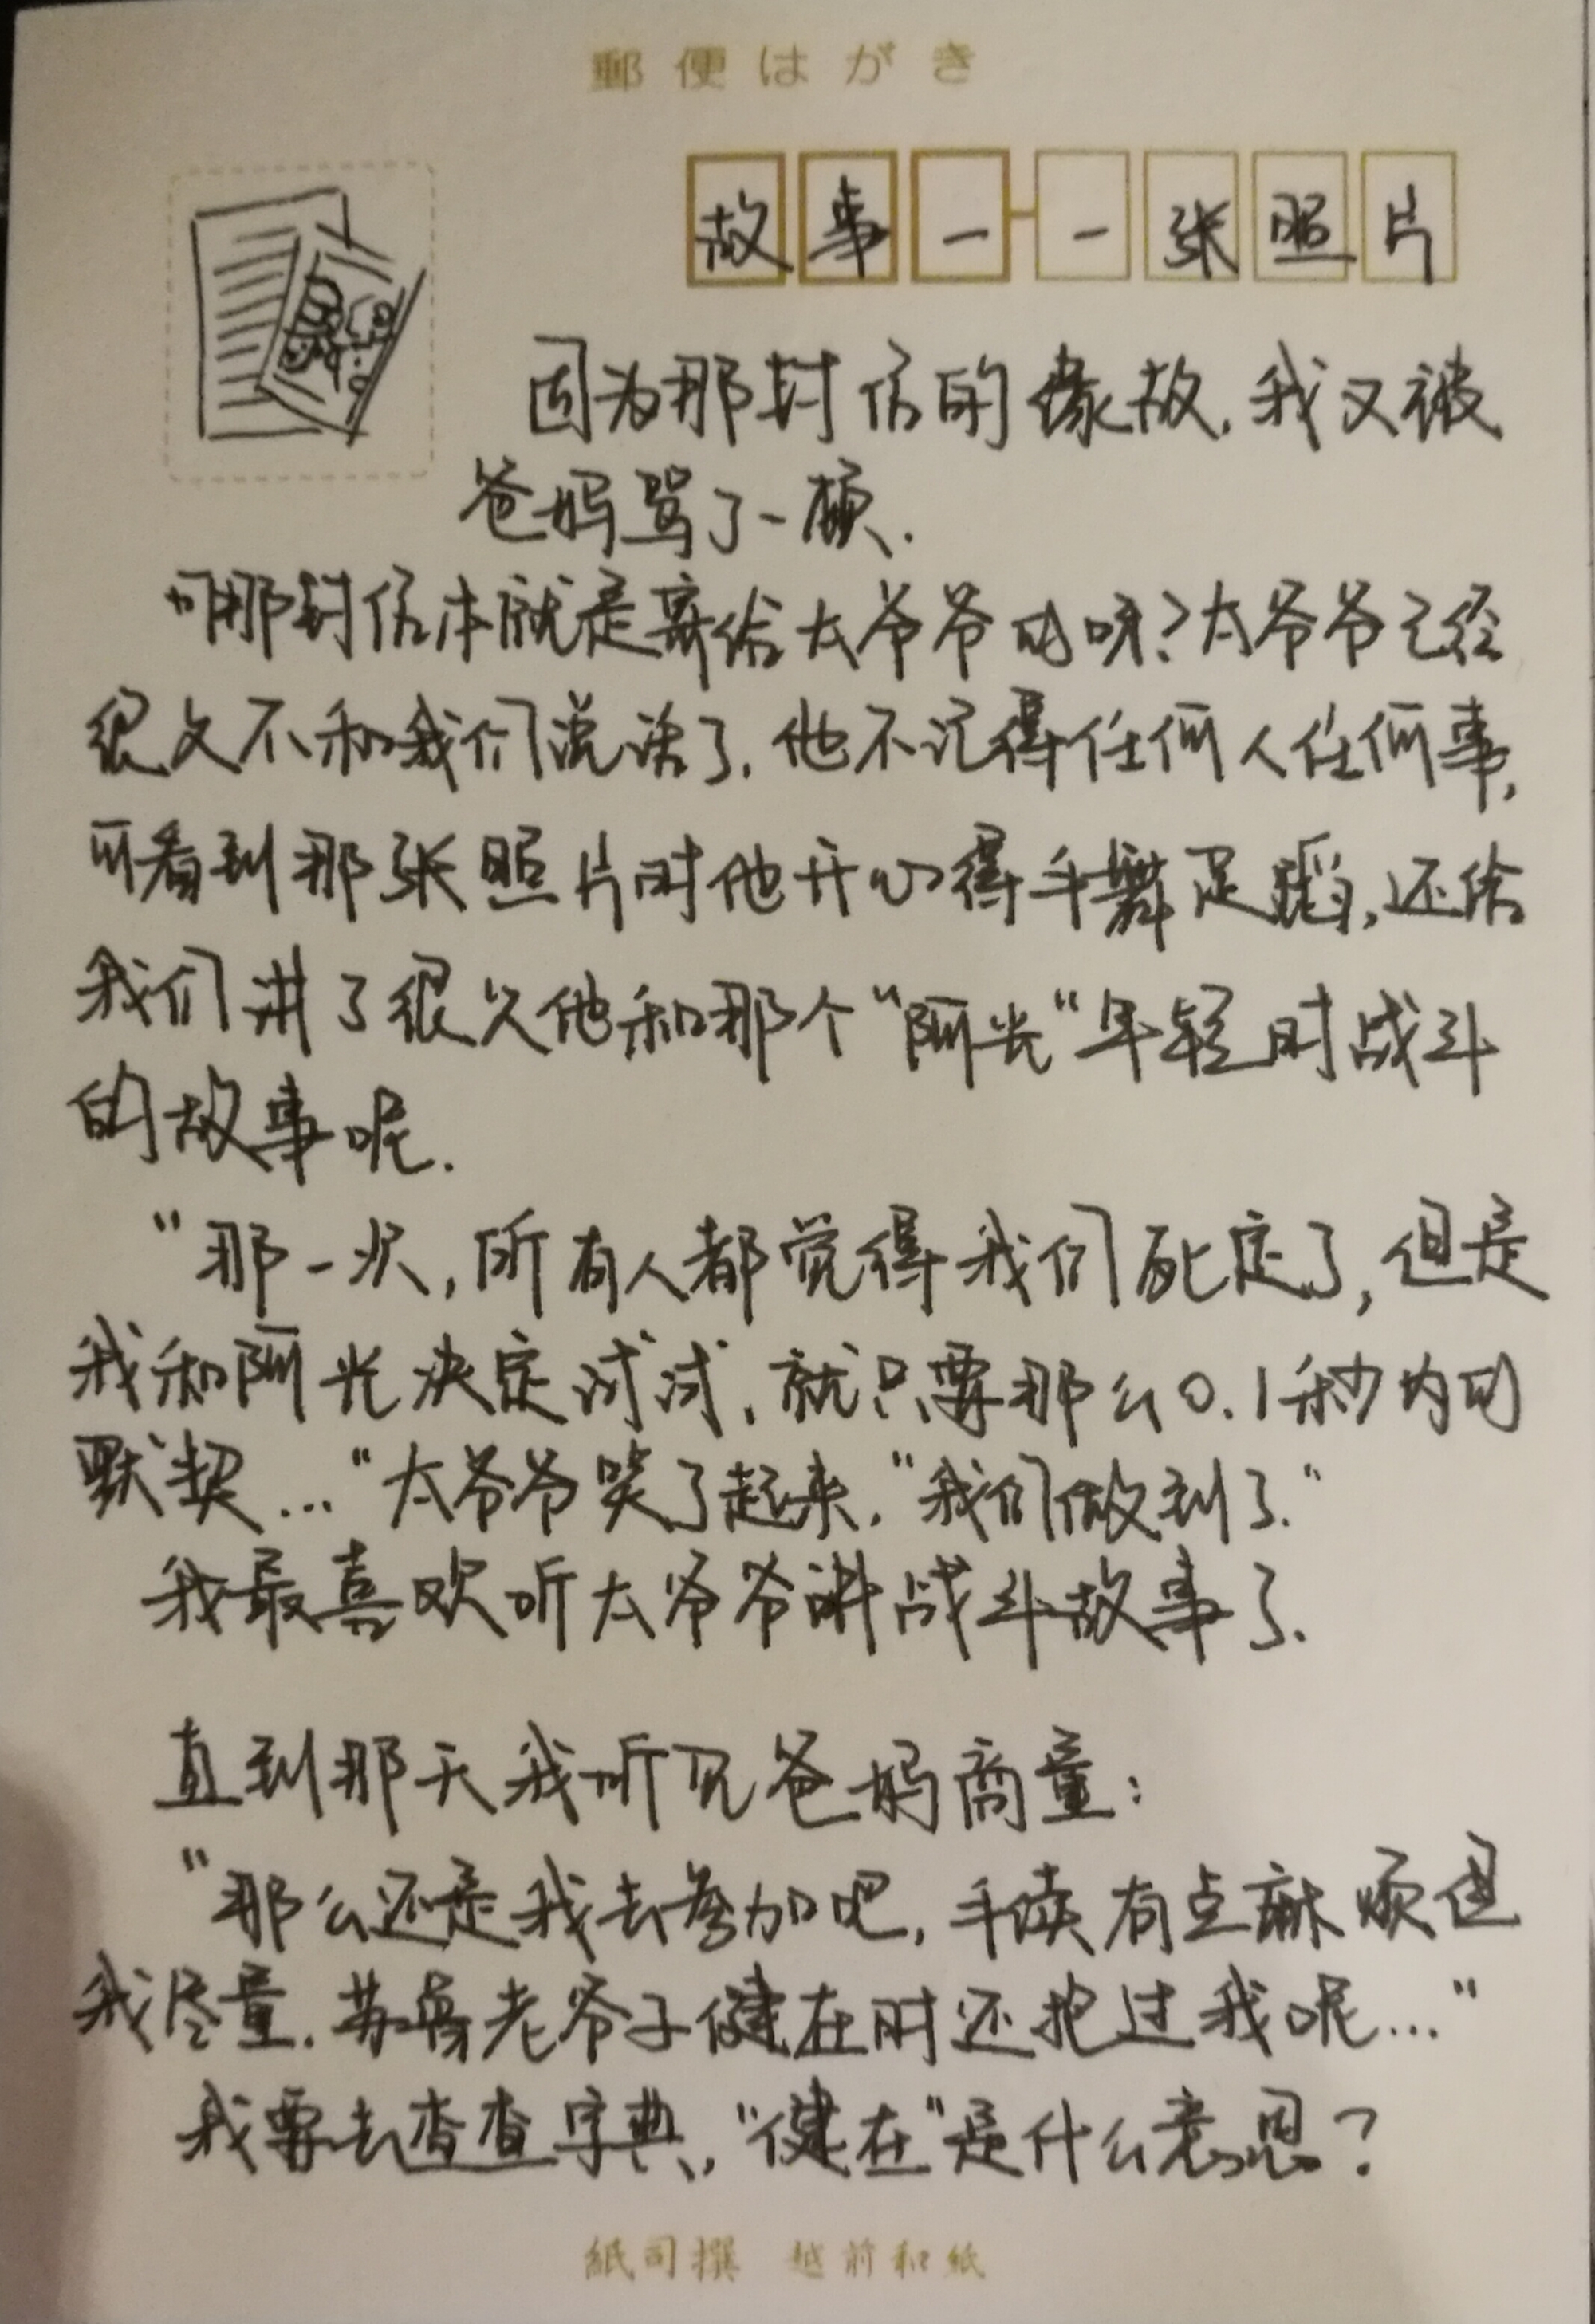 郵便はがき
故事一一张照片
因为那封信的缘故,我又被
爸妈骂了一顿.
可那封信本就是寄给太爷爷的呀?太爷爷已经
很久不和我们说话了.他不记得任何人任何事,
可看到那张照片时他开心得手舞足蹈,还给
我们讲了很久他和那个“阿光“年轻时战斗
的故事呢.
“那一次,所有人都觉得我们死定了,但是
我和阿光决定试试,就只要那么0.1秒内的
默契…“太爷爷笑了起来.“我们做到了.“
我最喜欢听太爷爷讲战斗故事了.
直到那天我听见爸妈商量:
“那么还是我去参加吧,手续有点麻烦但
我尽量.苏 老爷子健在时还抱过我呢…"
我要去查查字典,“健在“是什么意思?
紙司撰 越前和紙